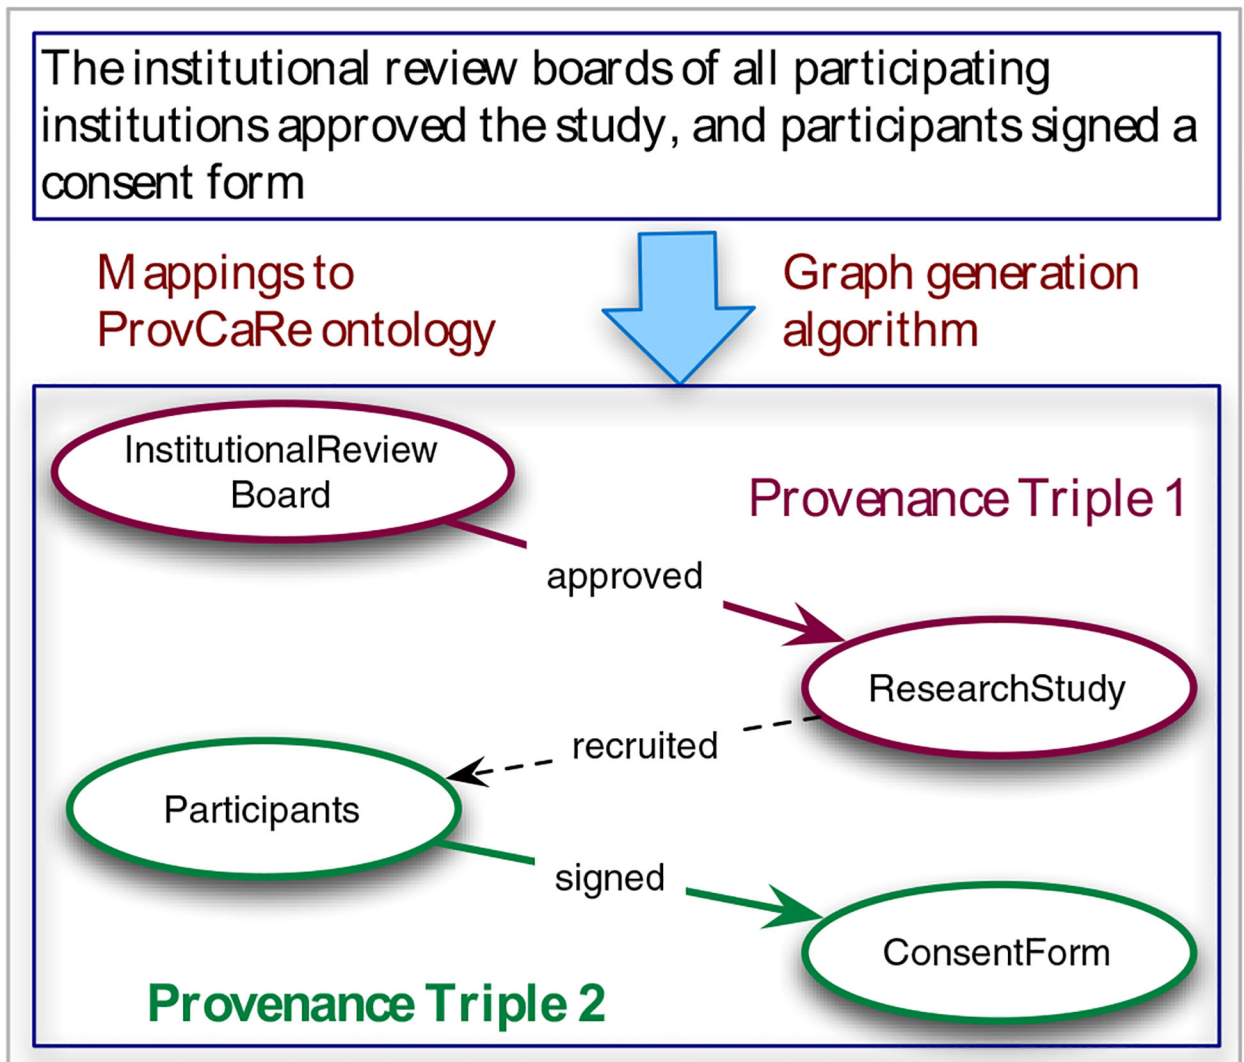 The institutional review boards of all participating
institutions approved the study, and participants signed a
consent form
Mappings to
ProvCaRe ontology
Graph generation
algorithm
InstitutionalReview
Board
Provenance Triple 1
approved
ResearchStudy
recruited
Participants
signed
ConsentForm
Provenance Triple 2